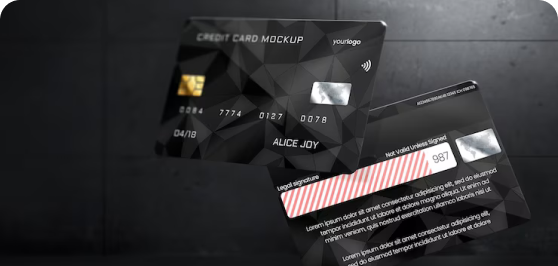 CREDIT CARD MOCKUP
yourlogo
0084 7774 0127 0078
04/18
ALICE JOY
Not Valid Unless Signed
Legal signature
987
Lorem ipsum dolor sit amet consectetur adipisicing elit, sed do eiusmod
tempor incididunt ut labore et dolore magna aliqua. Ut enim ad
minim veniam, quis nostrud exercitation ullamco laboris nisi ut
Lorem ipsum dolor sit amet consectetur adipisicing elit,
sed do eiusmod tempor incididunt ut labore et dolore